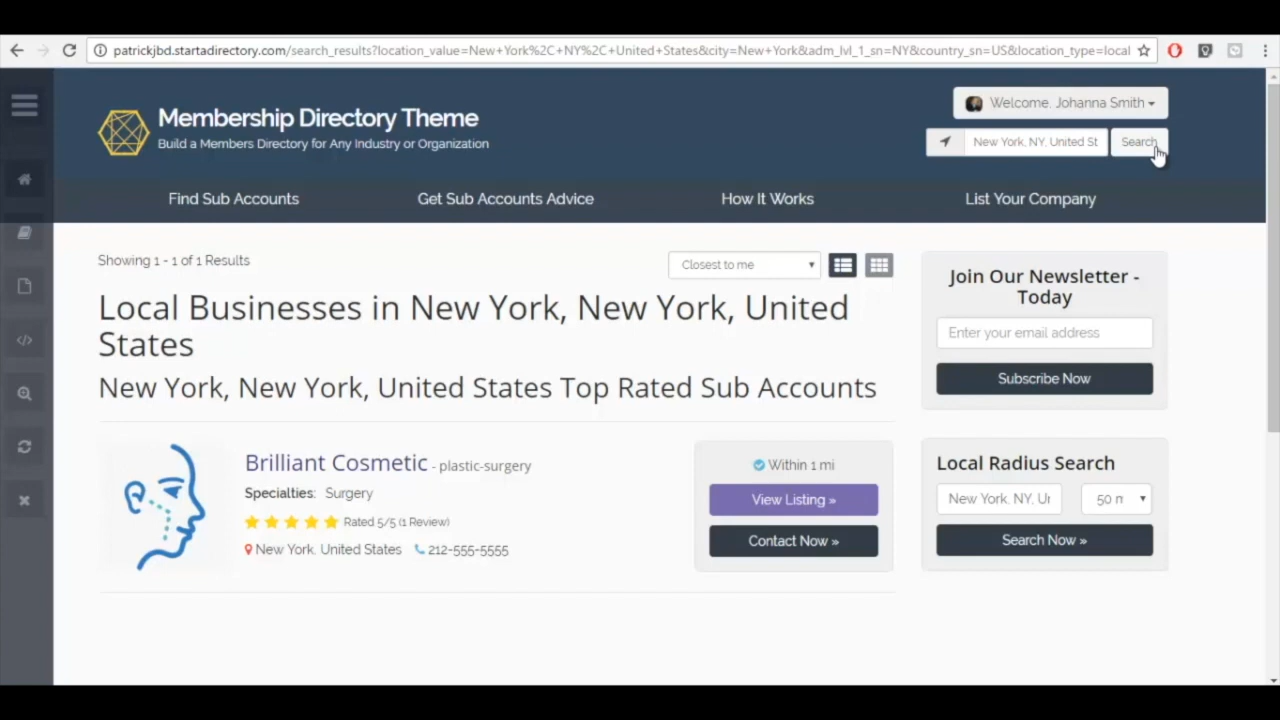 patrickjbd.startadirectory.com/search_results?location_value=New+York%2C+NY%2C+United+States&city=New+York&adm_lvl_1_sn=NY&country_sn=US&location_type=local
Membership Directory Theme
Build a Members Directory for Any Industry or Organization
Welcome, Johanna Smith
New York, NY, United St
Search
Find Sub Accounts
Get Sub Accounts Advice
How It Works
List Your Company
Showing 1 - 1 of 1 Results
Closest to me
Local Businesses in New York, New York, United
States
New York, New York, United States Top Rated Sub Accounts
Brilliant Cosmetic - plastic-surgery
Specialties: Surgery
Rated 5/5 (1 Review)
New York, United States 212-555-5555
Within 1 mi
View Listing »
Contact Now »
Join Our Newsletter -
Today
Enter your email address
Subscribe Now
Local Radius Search
New York, NY, Ur
50 m
Search Now »